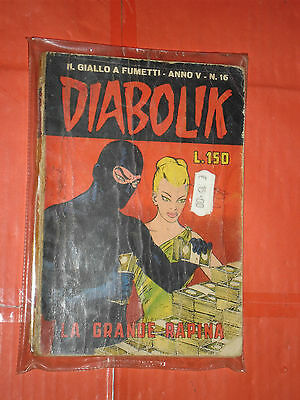 IL GIALLO A FUMETTI - ANNO V - N. 16
DIABOLIK
L.150
LA GRANDE RAPINA